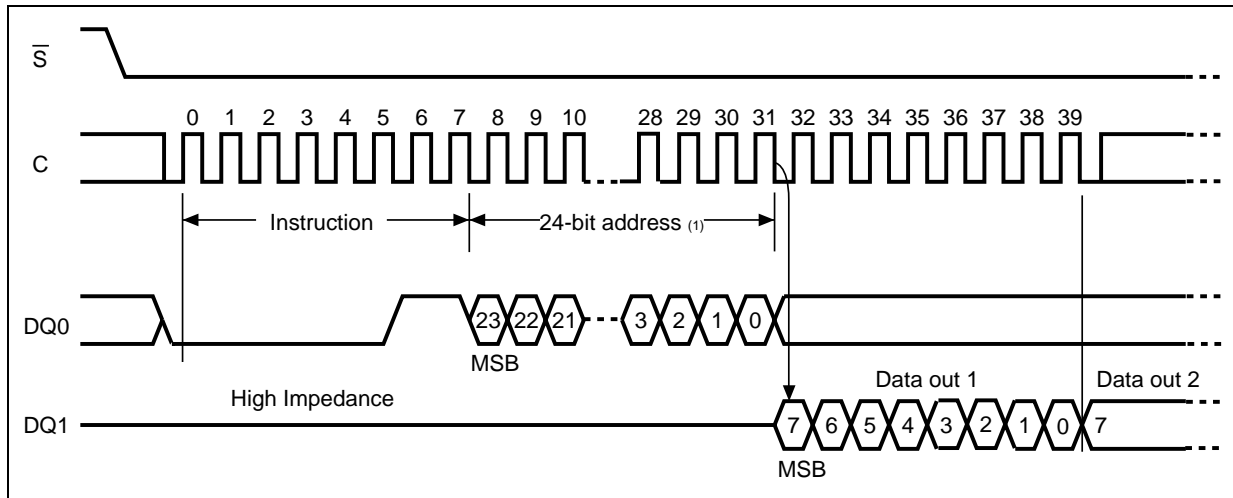 S̅
0 1 2 3 4 5 6 7 8 9 10 28 29 30 31 32 33 34 35 36 37 38 39
C
Instruction 24-bit address (1)
DQ0 23 22 21 3 2 1 0
MSB
High Impedance Data out 1 Data out 2
DQ1 7 6 5 4 3 2 1 0 7
MSB